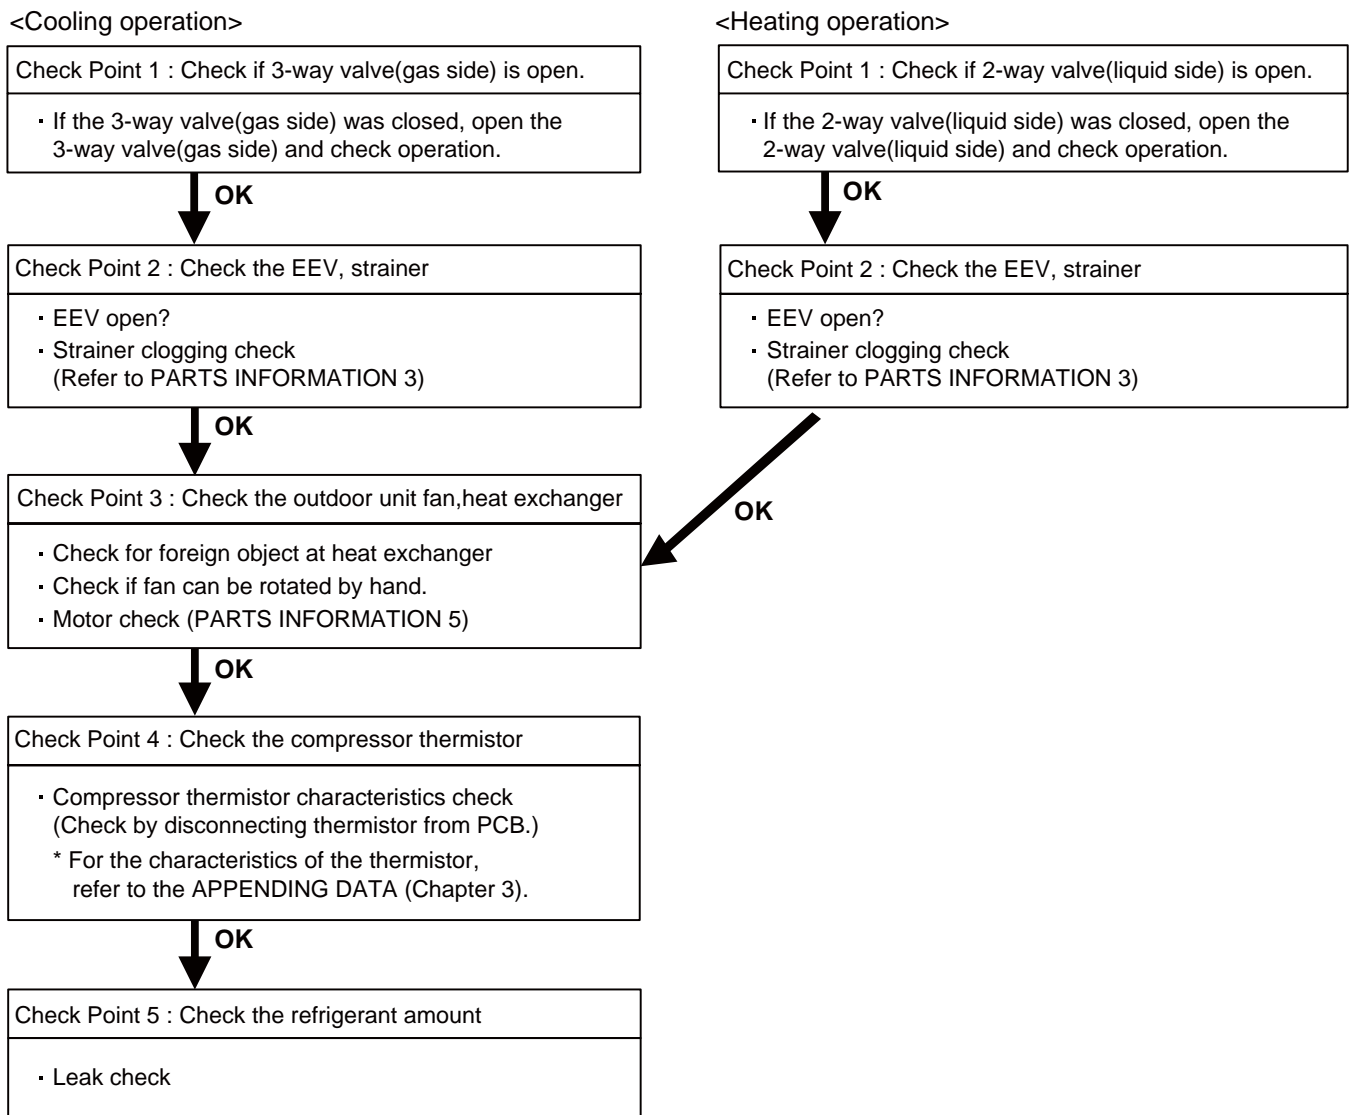 <Cooling operation>
Check Point 1 : Check if 3-way valve(gas side) is open.
· If the 3-way valve(gas side) was closed, open the
3-way valve(gas side) and check operation.
OK
Check Point 2 : Check the EEV, strainer
· EEV open?
· Strainer clogging check
(Refer to PARTS INFORMATION 3)
OK
<Heating operation>
Check Point 1 : Check if 2-way valve(liquid side) is open.
· If the 2-way valve(liquid side) was closed, open the
2-way valve(liquid side) and check operation.
OK
Check Point 2 : Check the EEV, strainer
· EEV open?
· Strainer clogging check
(Refer to PARTS INFORMATION 3)
OK
Check Point 3 : Check the outdoor unit fan,heat exchanger
· Check for foreign object at heat exchanger
· Check if fan can be rotated by hand.
· Motor check (PARTS INFORMATION 5)
OK
Check Point 4 : Check the compressor thermistor
· Compressor thermistor characteristics check
(Check by disconnecting thermistor from PCB.)
* For the characteristics of the thermistor,
refer to the APPENDING DATA (Chapter 3).
OK
Check Point 5 : Check the refrigerant amount
· Leak check